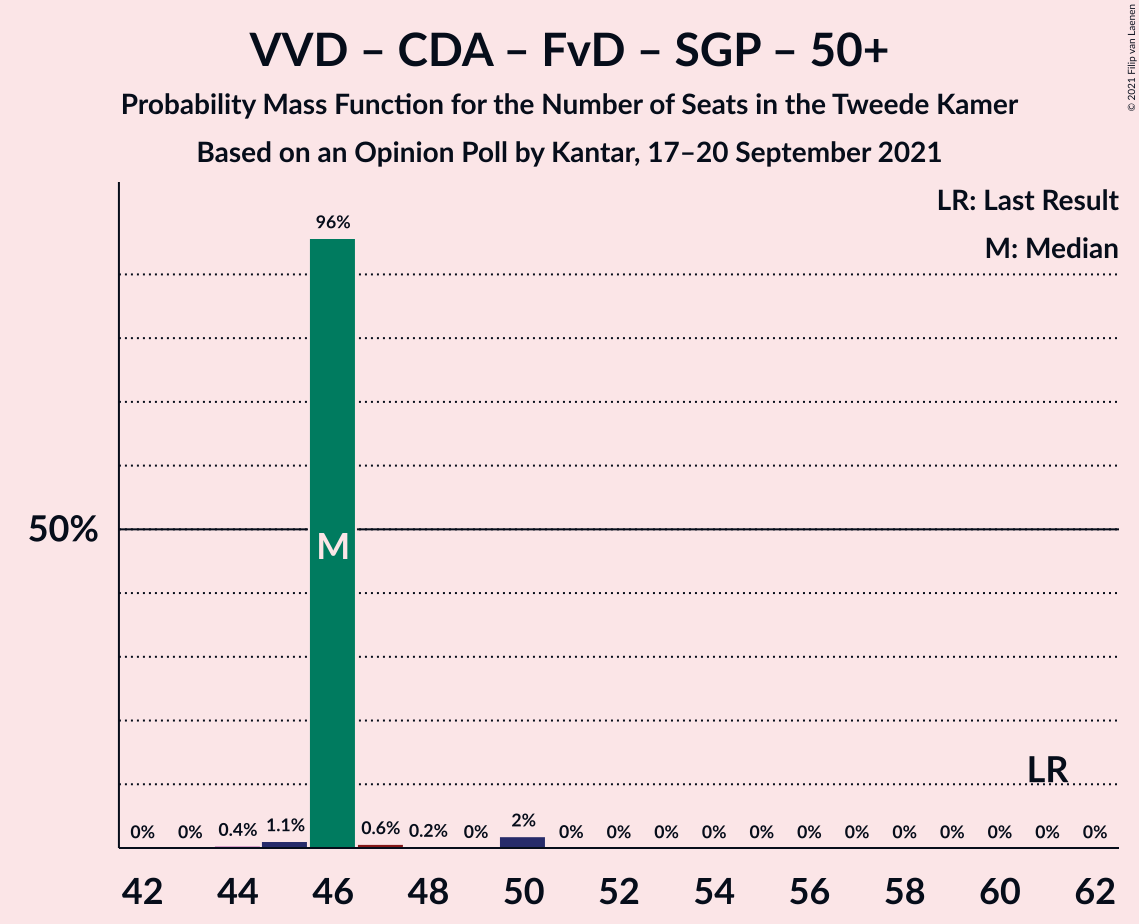 VVD – CDA – FvD – SGP – 50+
Probability Mass Function for the Number of Seats in the Tweede Kamer
Based on an Opinion Poll by Kantar, 17–20 September 2021
© 2021 Filip van Laenen
LR: Last Result
M: Median
96%
50%
M
LR
0% 0% 0.4% 1.1% 0.6% 0.2% 0% 2% 0% 0% 0% 0% 0% 0% 0% 0% 0% 0% 0% 0%
42 44 46 48 50 52 54 56 58 60 62